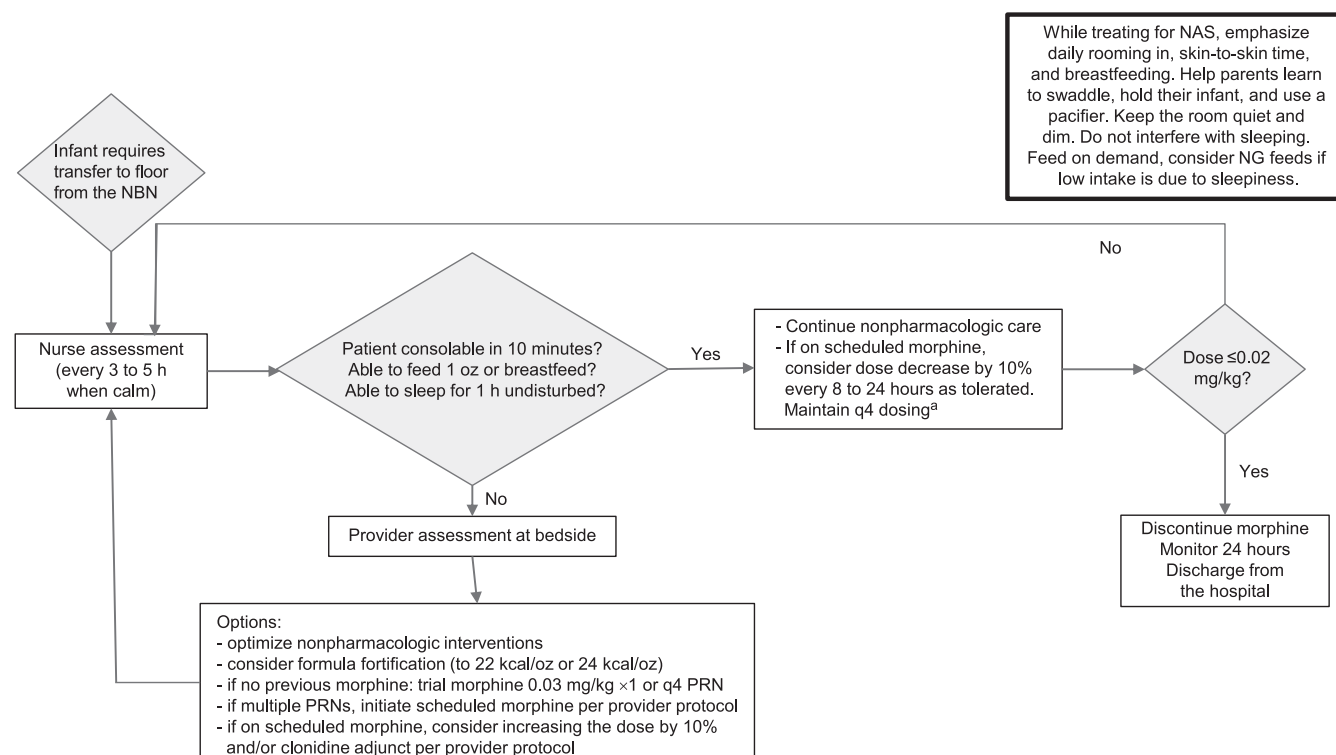 While treating for NAS, emphasize
daily rooming in, skin-to-skin time,
and breastfeeding. Help parents learn
to swaddle, hold their infant, and use a
pacifier. Keep the room quiet and
dim. Do not interfere with sleeping.
Feed on demand, consider NG feeds if
low intake is due to sleepiness.
Infant requires
transfer to floor
from the NBN
No
Nurse assessment
(every 3 to 5 h
when calm)
Patient consolable in 10 minutes?
Able to feed 1 oz or breastfeed?
Able to sleep for 1 h undisturbed?
Yes
- Continue nonpharmacologic care
- If on scheduled morphine,
consider dose decrease by 10%
every 8 to 24 hours as tolerated.
Maintain q4 dosingᵃ
Dose ≤0.02
mg/kg?
Yes
Discontinue morphine
Monitor 24 hours
Discharge from
the hospital
No
Provider assessment at bedside
Options:
- optimize nonpharmacologic interventions
- consider formula fortification (to 22 kcal/oz or 24 kcal/oz)
- if no previous morphine: trial morphine 0.03 mg/kg ×1 or q4 PRN
- if multiple PRNs, initiate scheduled morphine per provider protocol
- if on scheduled morphine, consider increasing the dose by 10%
and/or clonidine adjunct per provider protocol